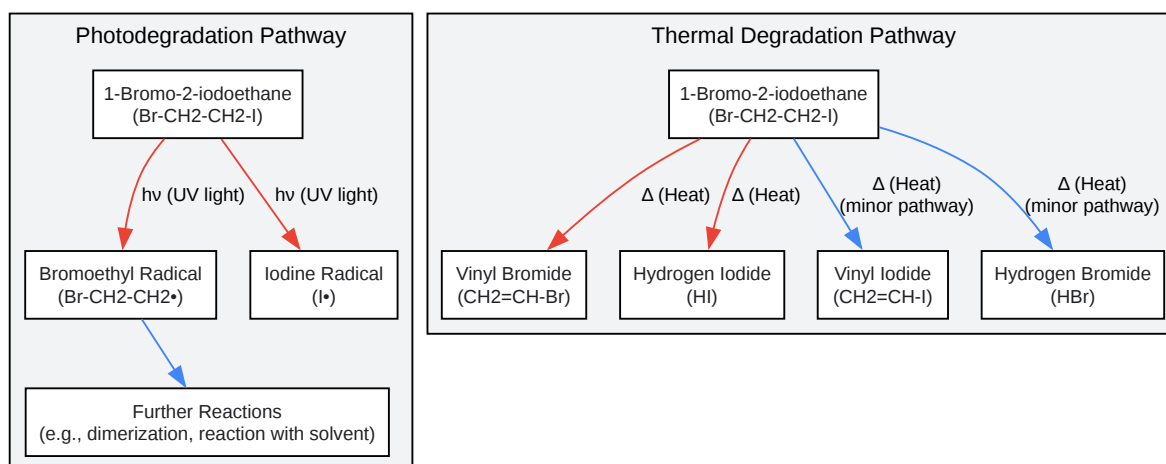 Photodegradation Pathway
1-Bromo-2-iodoethane
(Br-CH2-CH2-I)
hν (UV light)
hν (UV light)
Bromoethyl Radical
(Br-CH2-CH2•)
Iodine Radical
(I•)
Further Reactions
(e.g., dimerization, reaction with solvent)
Thermal Degradation Pathway
1-Bromo-2-iodoethane
(Br-CH2-CH2-I)
Δ (Heat)
Δ (Heat)
Δ (Heat)
(minor pathway)
Δ (Heat)
(minor pathway)
Vinyl Bromide
(CH2=CH-Br)
Hydrogen Iodide
(HI)
Vinyl Iodide
(CH2=CH-I)
Hydrogen Bromide
(HBr)